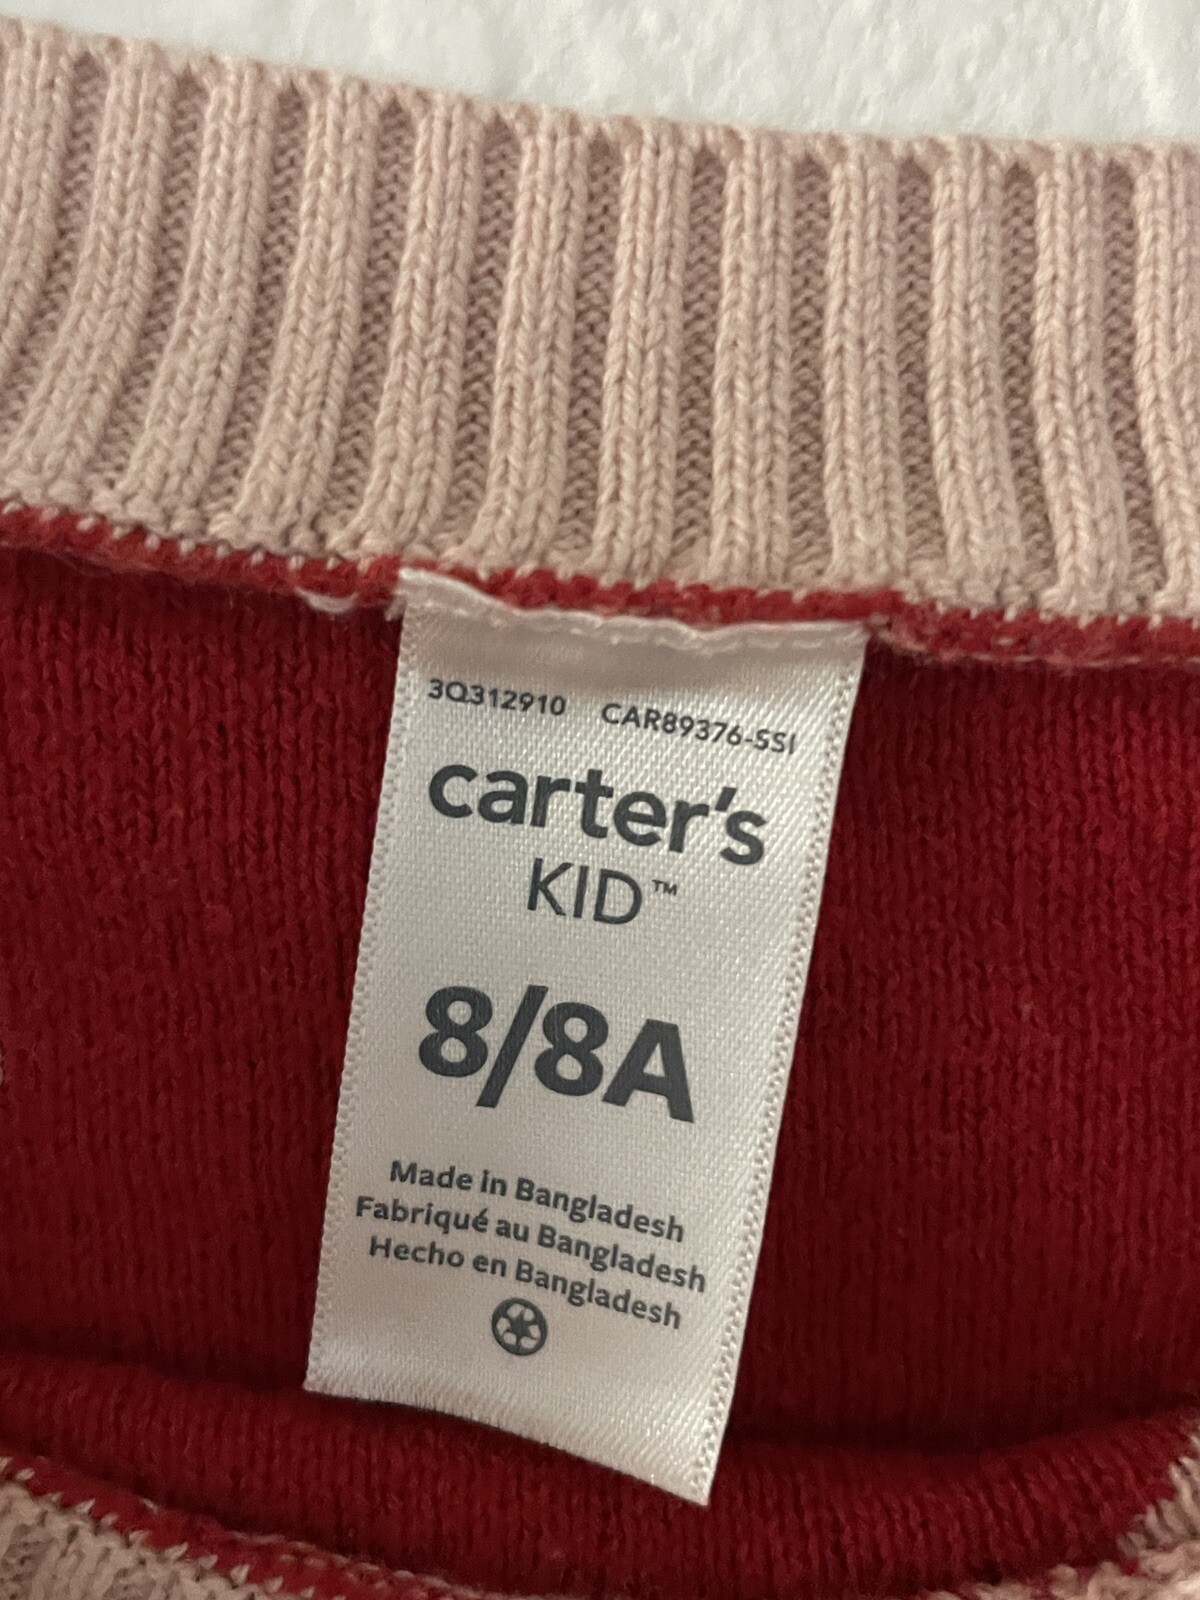 3Q312910 CAR89376-SSI
carter's
KID™
8/8A
Made in Bangladesh
Fabriqué au Bangladesh
Hecho en Bangladesh